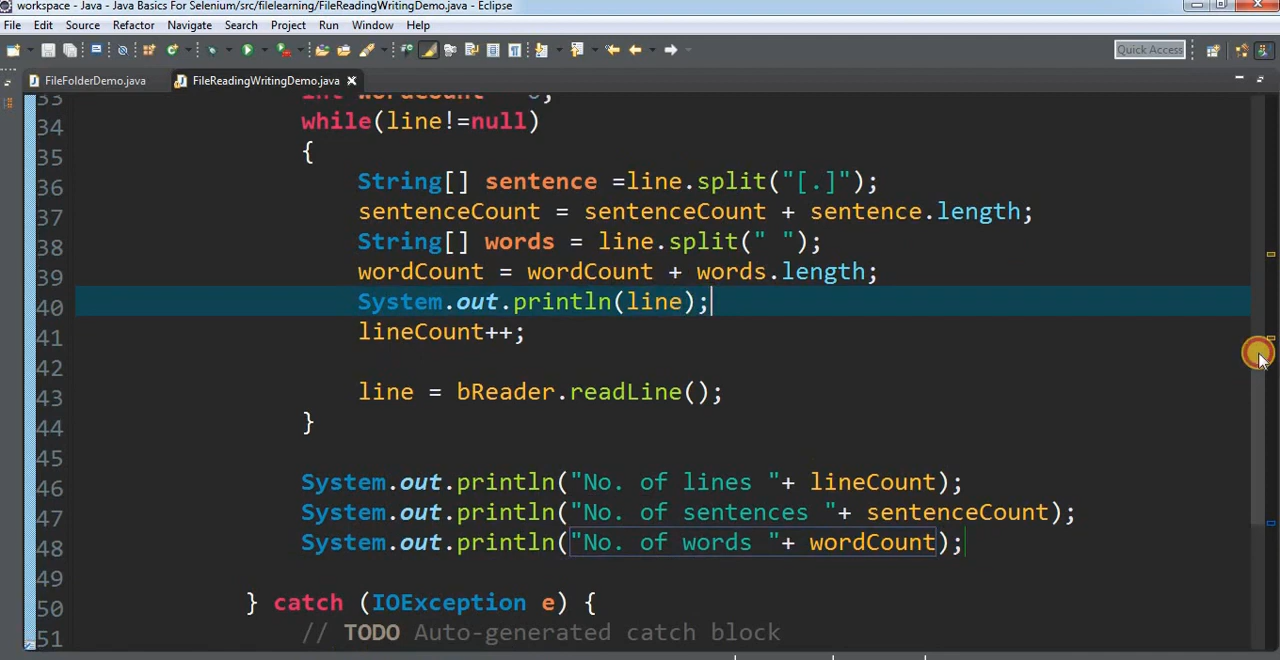 workspace - Java - Java Basics For Selenium/src/filelearning/FileReadingWritingDemo.java - Eclipse
File Edit Source Refactor Navigate Search Project Run Window Help
Quick Access
FileFolderDemo.java FileReadingWritingDemo.java
33 int wordCount = 0;
34 while(line!=null)
35 {
36 String[] sentence =line.split("[.]");
37 sentenceCount = sentenceCount + sentence.length;
38 String[] words = line.split(" ");
39 wordCount = wordCount + words.length;
40 System.out.println(line);
41 lineCount++;
42
43 line = bReader.readLine();
44 }
45
46 System.out.println("No. of lines "+ lineCount);
47 System.out.println("No. of sentences "+ sentenceCount);
48 System.out.println("No. of words "+ wordCount);
49
50 } catch (IOException e) {
51 // TODO Auto-generated catch block